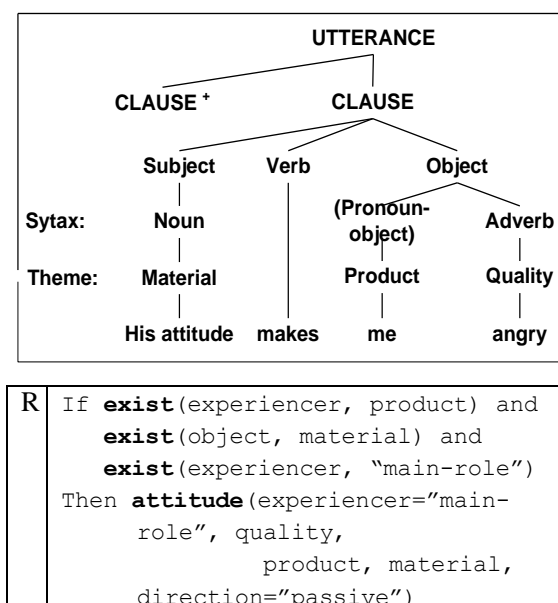 UTTERANCE
CLAUSE + CLAUSE
Subject Verb Object
Sytax: Noun (Pronoun-object) Adverb
Theme: Material Product Quality
His attitude makes me angry
R If exist(experiencer, product) and
exist(object, material) and
exist(experiencer, “main-role”)
Then attitude(experiencer=”main-
role”, quality,
product, material,
direction=”passive”)